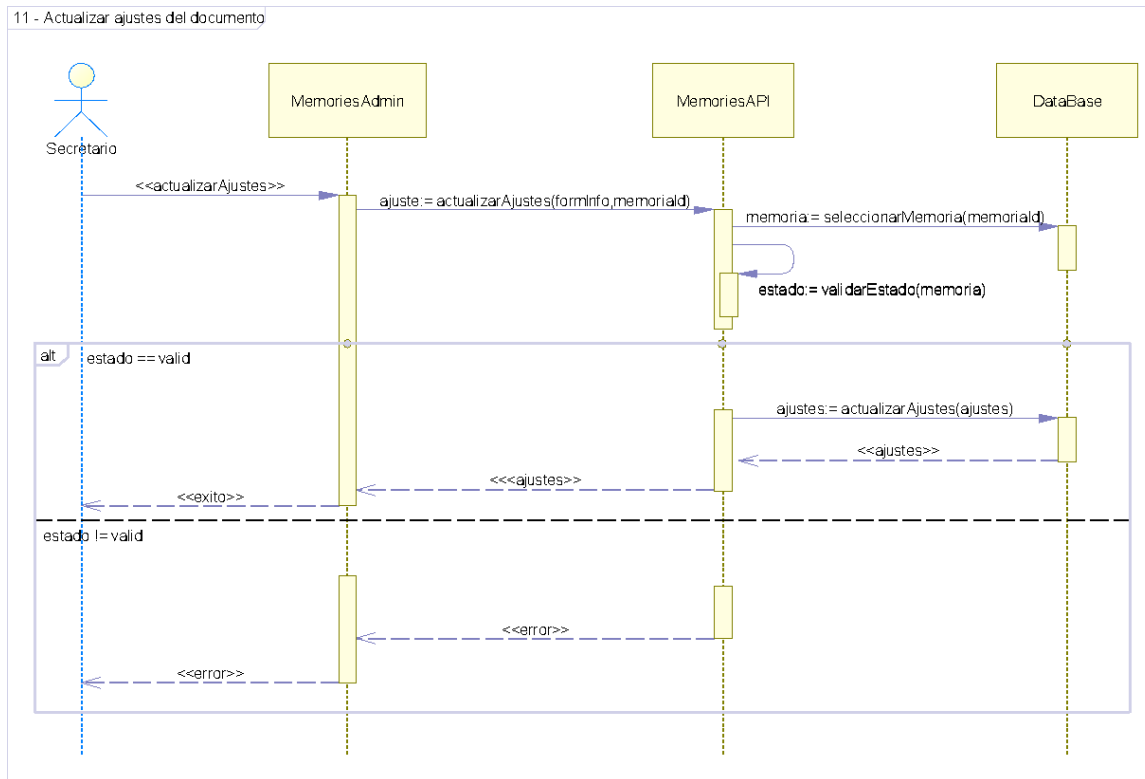 11 - Actualizar ajustes del documento
MemoriesAdmin
MemoriesAPI
DataBase
Secretario
<<actualizarAjustes>>
ajuste:= actualizarAjustes(formInfo,memoriaId)
memoria:= seleccionarMemoria(memoriaId)
estado:= validarEstado(memoria)
alt
estado == valid
ajustes:= actualizarAjustes(ajustes)
<<ajustes>>
<<<ajustes>>
<<exito>>
estado != valid
<<error>>
<<error>>